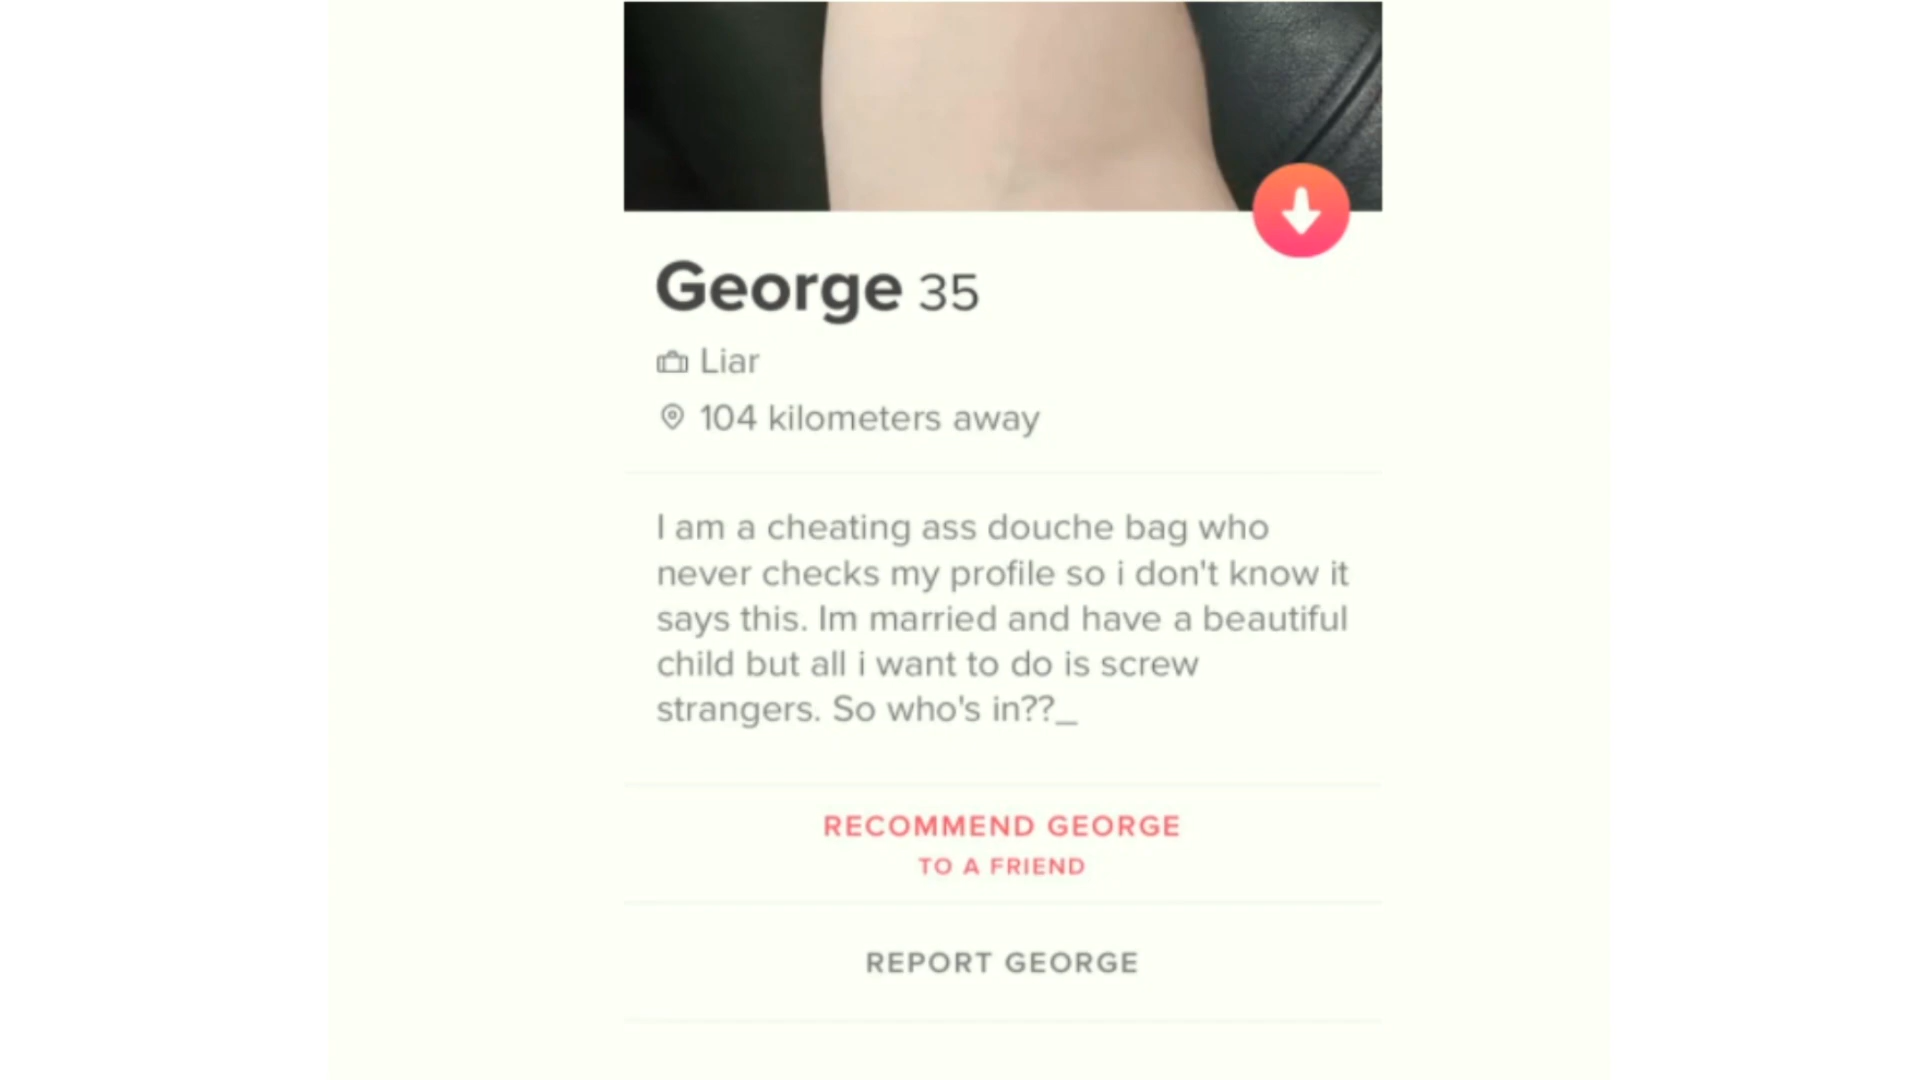 George 35
Liar
104 kilometers away
I am a cheating ass douche bag who
never checks my profile so i don't know it
says this. Im married and have a beautiful
child but all i want to do is screw
strangers. So who's in??_
RECOMMEND GEORGE
TO A FRIEND
REPORT GEORGE